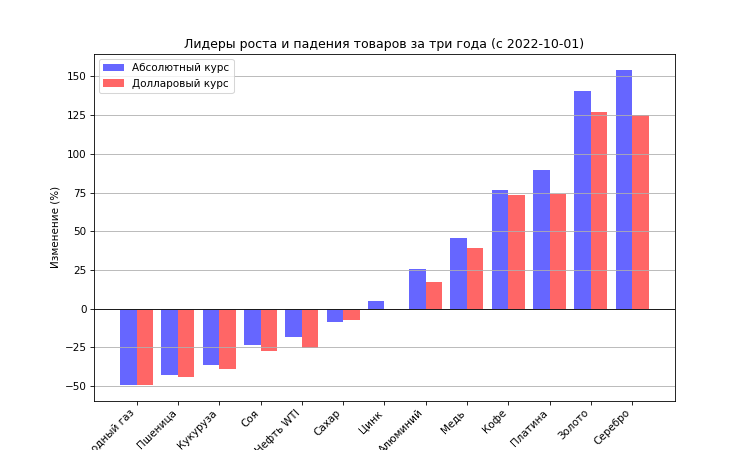 Лидеры роста и падения товаров за три года (с 2022-10-01)
Абсолютный курс
Долларовый курс
Изменение (%)
150
125
100
75
50
25
0
−25
−50
одный газ
Пшеница
Кукуруза
Соя
Нефть WTI
Сахар
Цинк
Алюминий
Медь
Кофе
Платина
Золото
Серебро